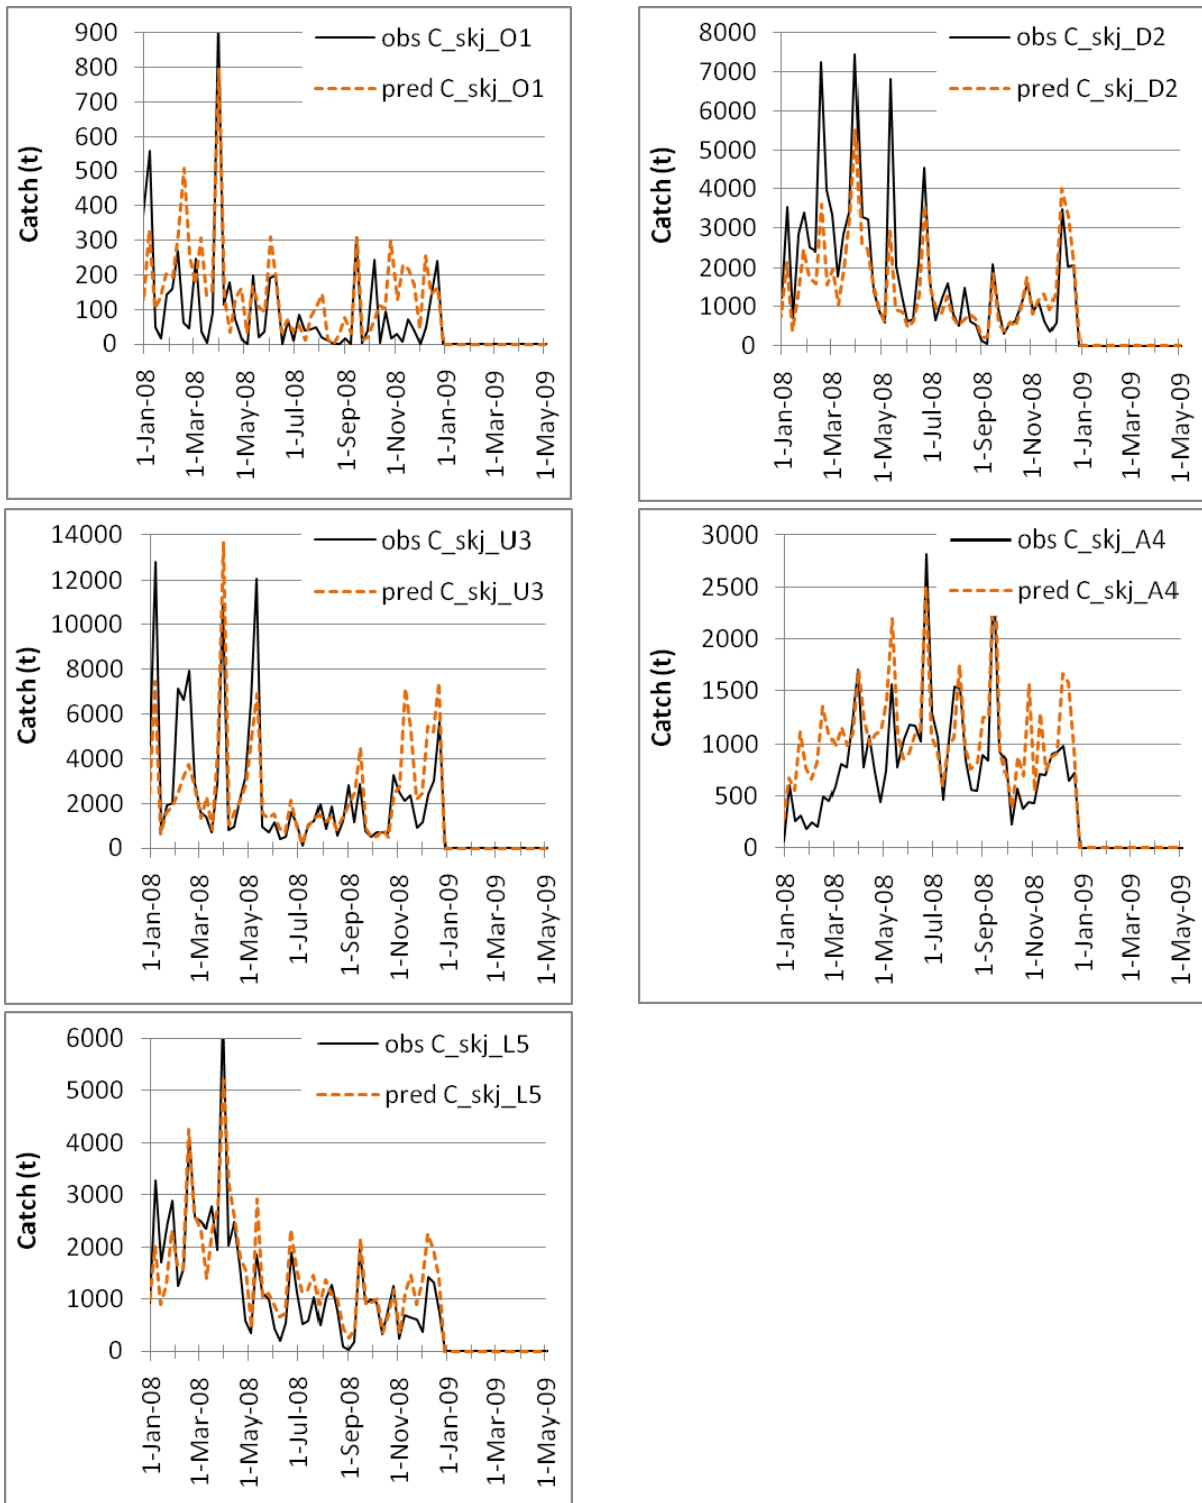 obs C_skj_O1
pred C_skj_O1
Catch (t)
900
800
700
600
500
400
300
200
100
0
1-Jan-08
1-Mar-08
1-May-08
1-Jul-08
1-Sep-08
1-Nov-08
1-Jan-09
1-Mar-09
1-May-09
obs C_skj_D2
pred C_skj_D2
Catch (t)
8000
7000
6000
5000
4000
3000
2000
1000
0
1-Jan-08
1-Mar-08
1-May-08
1-Jul-08
1-Sep-08
1-Nov-08
1-Jan-09
1-Mar-09
1-May-09
obs C_skj_U3
pred C_skj_U3
Catch (t)
14000
12000
10000
8000
6000
4000
2000
0
1-Jan-08
1-Mar-08
1-May-08
1-Jul-08
1-Sep-08
1-Nov-08
1-Jan-09
1-Mar-09
1-May-09
obs C_skj_A4
pred C_skj_A4
Catch (t)
3000
2500
2000
1500
1000
500
0
1-Jan-08
1-Mar-08
1-May-08
1-Jul-08
1-Sep-08
1-Nov-08
1-Jan-09
1-Mar-09
1-May-09
obs C_skj_L5
pred C_skj_L5
Catch (t)
6000
5000
4000
3000
2000
1000
0
1-Jan-08
1-Mar-08
1-May-08
1-Jul-08
1-Sep-08
1-Nov-08
1-Jan-09
1-Mar-09
1-May-09